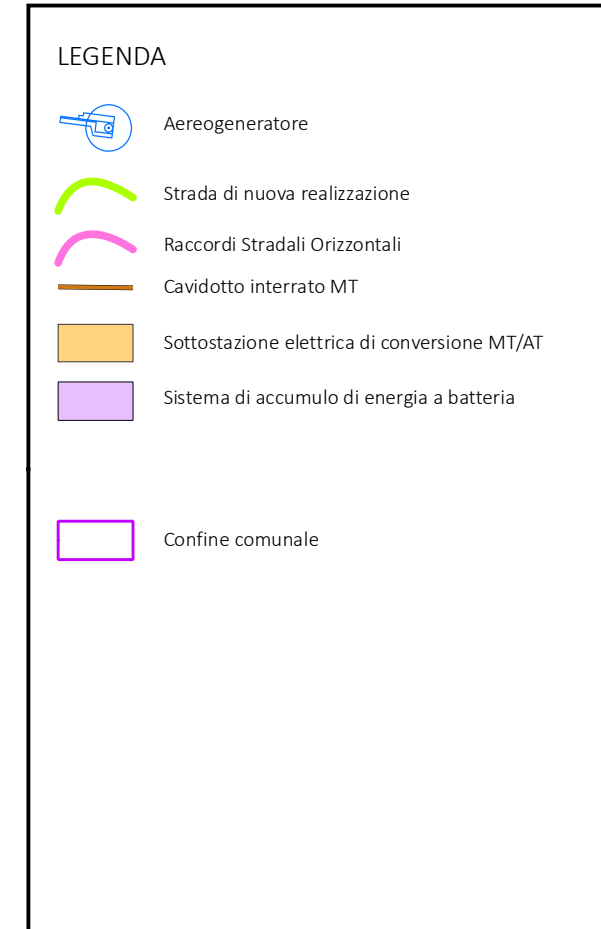 LEGENDA
Aereogeneratore
Strada di nuova realizzazione
Raccordi Stradali Orizzontali
Cavidotto interrato MT
Sottostazione elettrica di conversione MT/AT
Sistema di accumulo di energia a batteria
Confine comunale